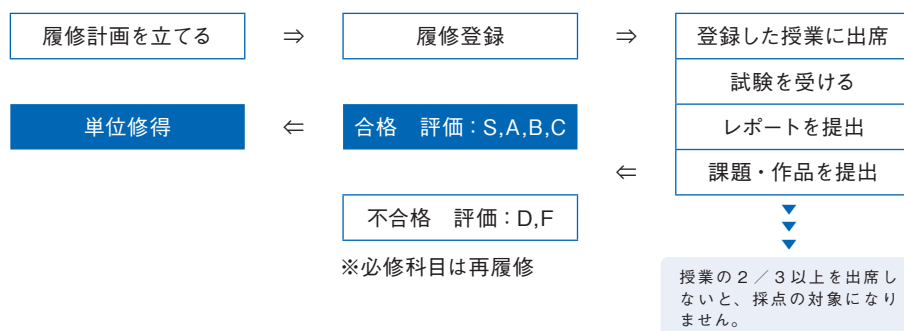 履修計画を立てる ⇒ 履修登録 ⇒ 登録した授業に出席
試験を受ける
レポートを提出
課題・作品を提出
単位修得 ⇐ 合格　評価：S,A,B,C
⇐
不合格　評価：D,F
※必修科目は再履修
授業の２／３以上を出席し
ないと、採点の対象になり
ません。